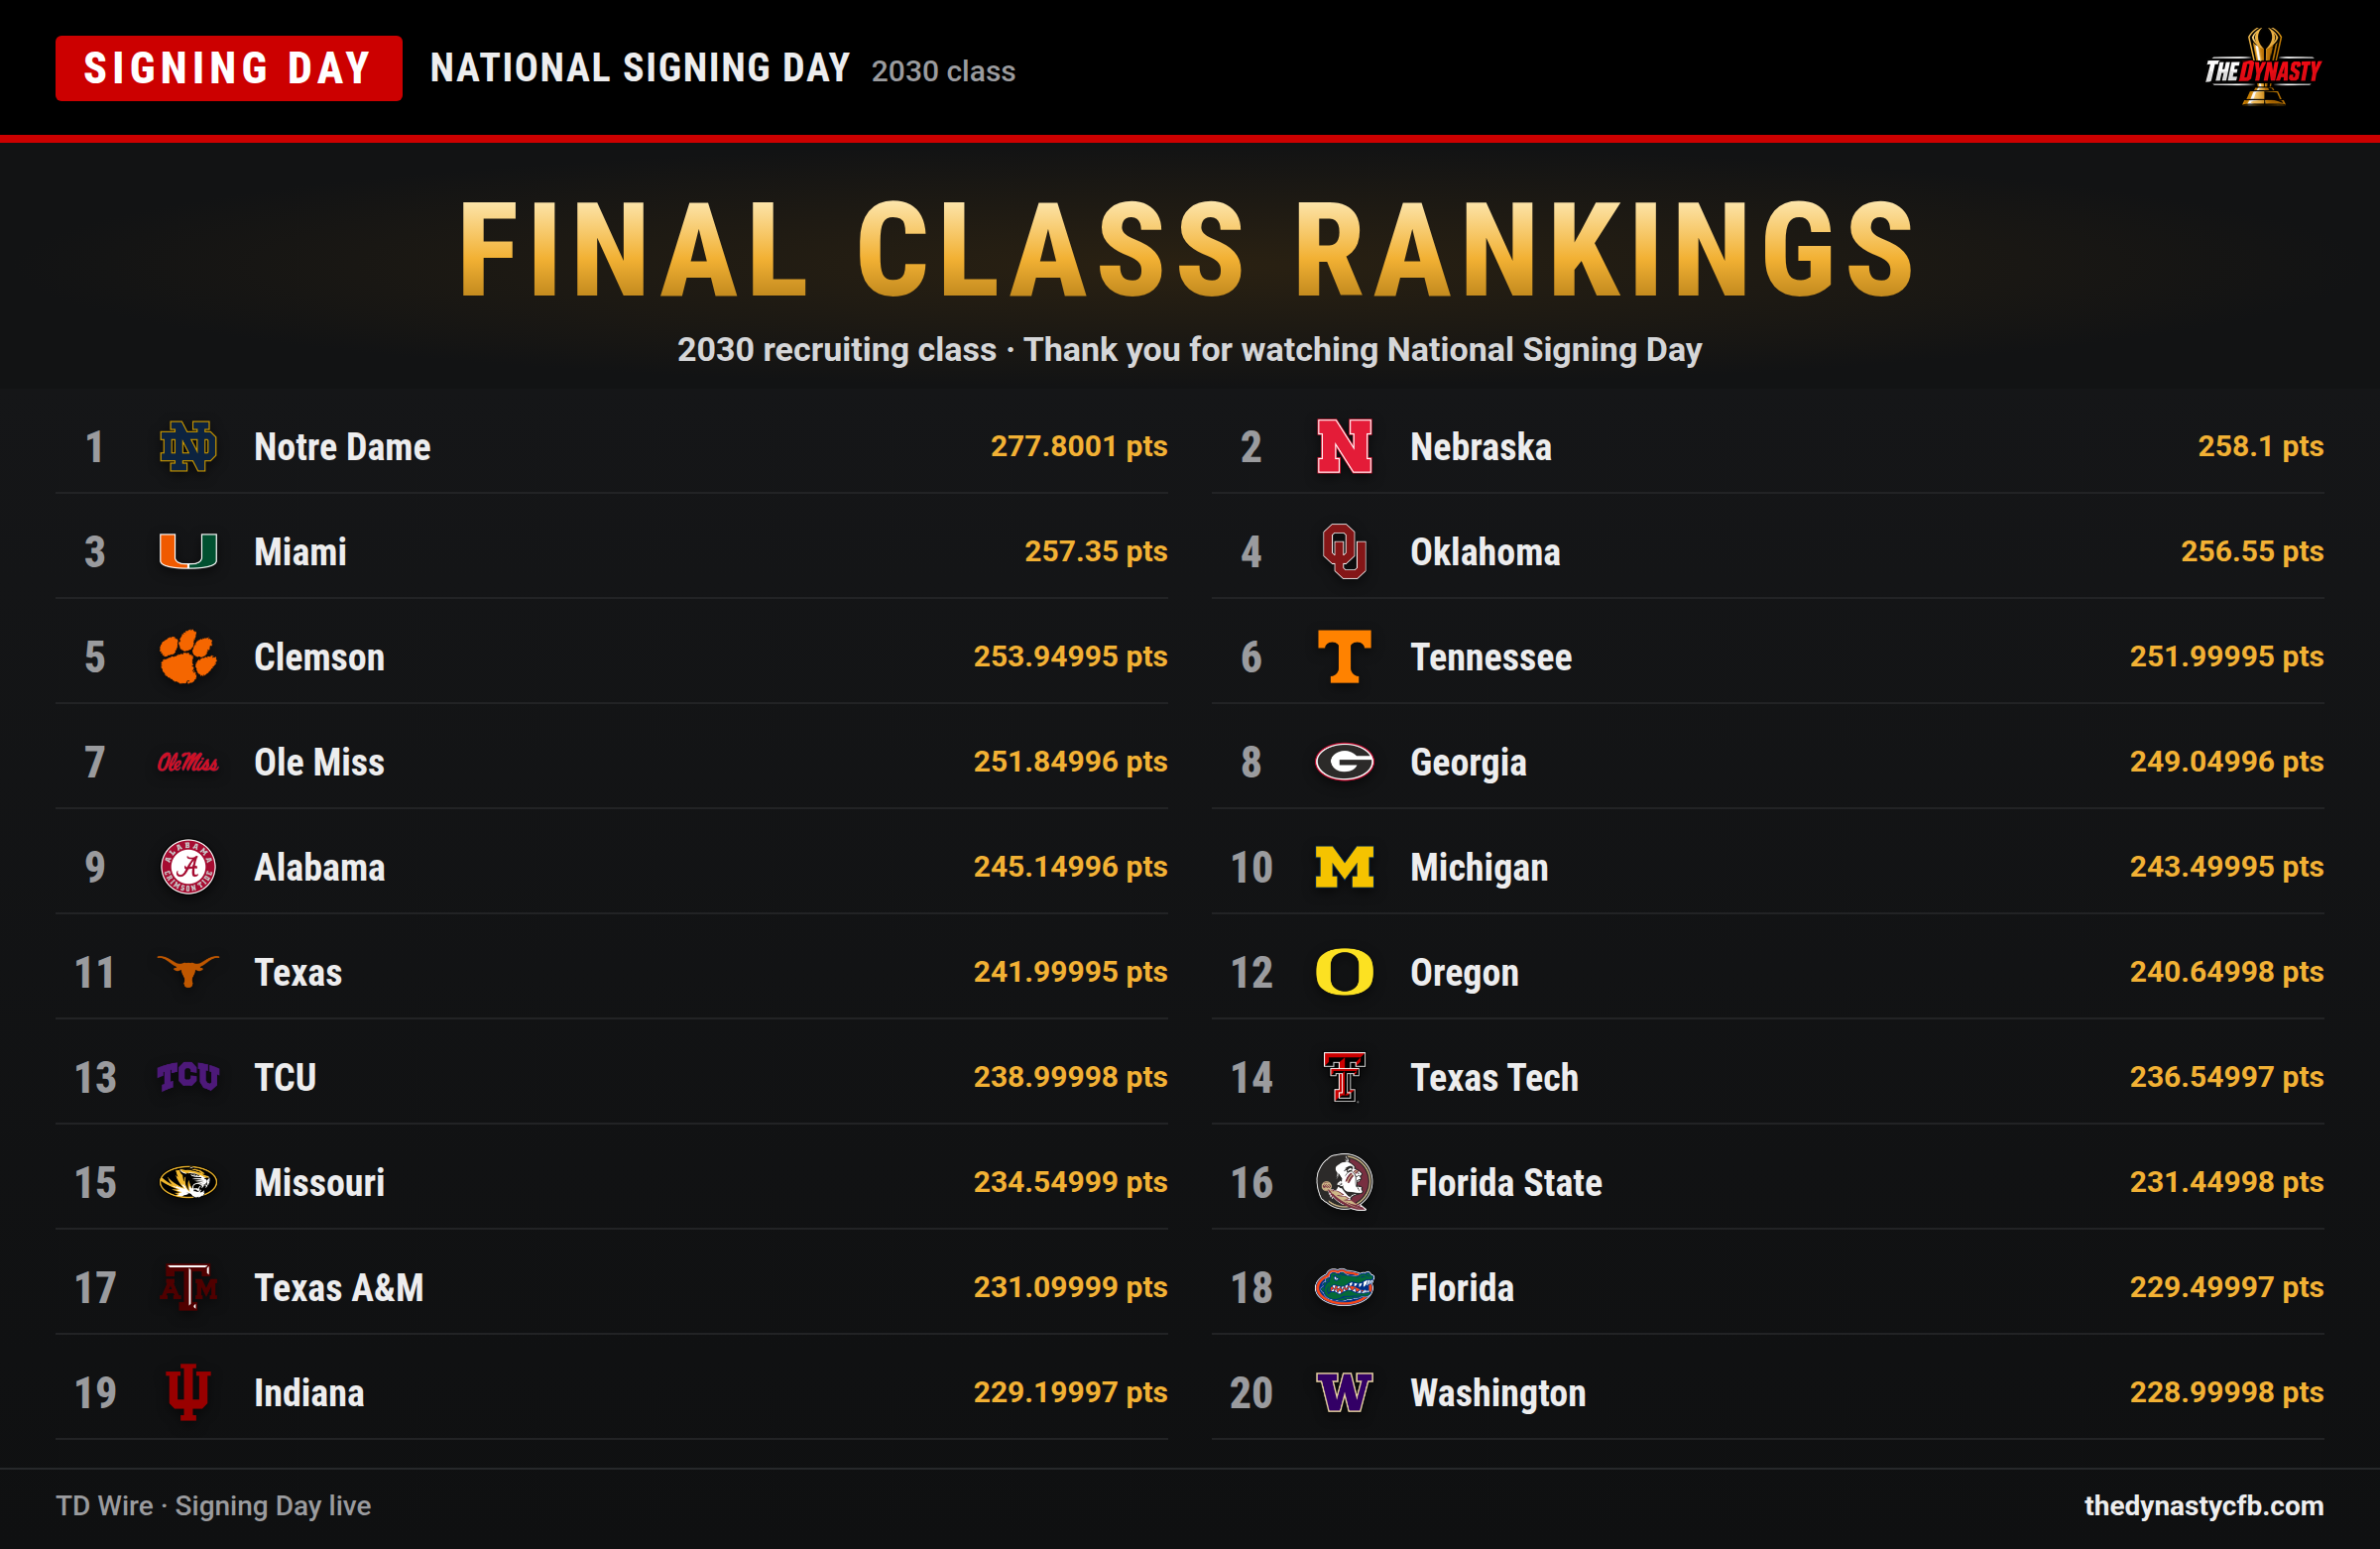 SIGNING DAY NATIONAL SIGNING DAY 2030 class THE DYNASTY
FINAL CLASS RANKINGS
2030 recruiting class · Thank you for watching National Signing Day
1 Notre Dame 277.8001 pts
2 Nebraska 258.1 pts
3 Miami 257.35 pts
4 Oklahoma 256.55 pts
5 Clemson 253.94995 pts
6 Tennessee 251.99995 pts
7 Ole Miss Ole Miss 251.84996 pts
8 Georgia 249.04996 pts
9 ALABAMA A CRIMSON TIDE Alabama 245.14996 pts
10 Michigan 243.49995 pts
11 Texas 241.99995 pts
12 Oregon 240.64998 pts
13 TCU TCU 238.99998 pts
14 Texas Tech 236.54997 pts
15 Missouri 234.54999 pts
16 Florida State 231.44998 pts
17 Texas A&M 231.09999 pts
18 Florida 229.49997 pts
19 Indiana 229.19997 pts
20 Washington 228.99998 pts
TD Wire · Signing Day live
thedynastycfb.com